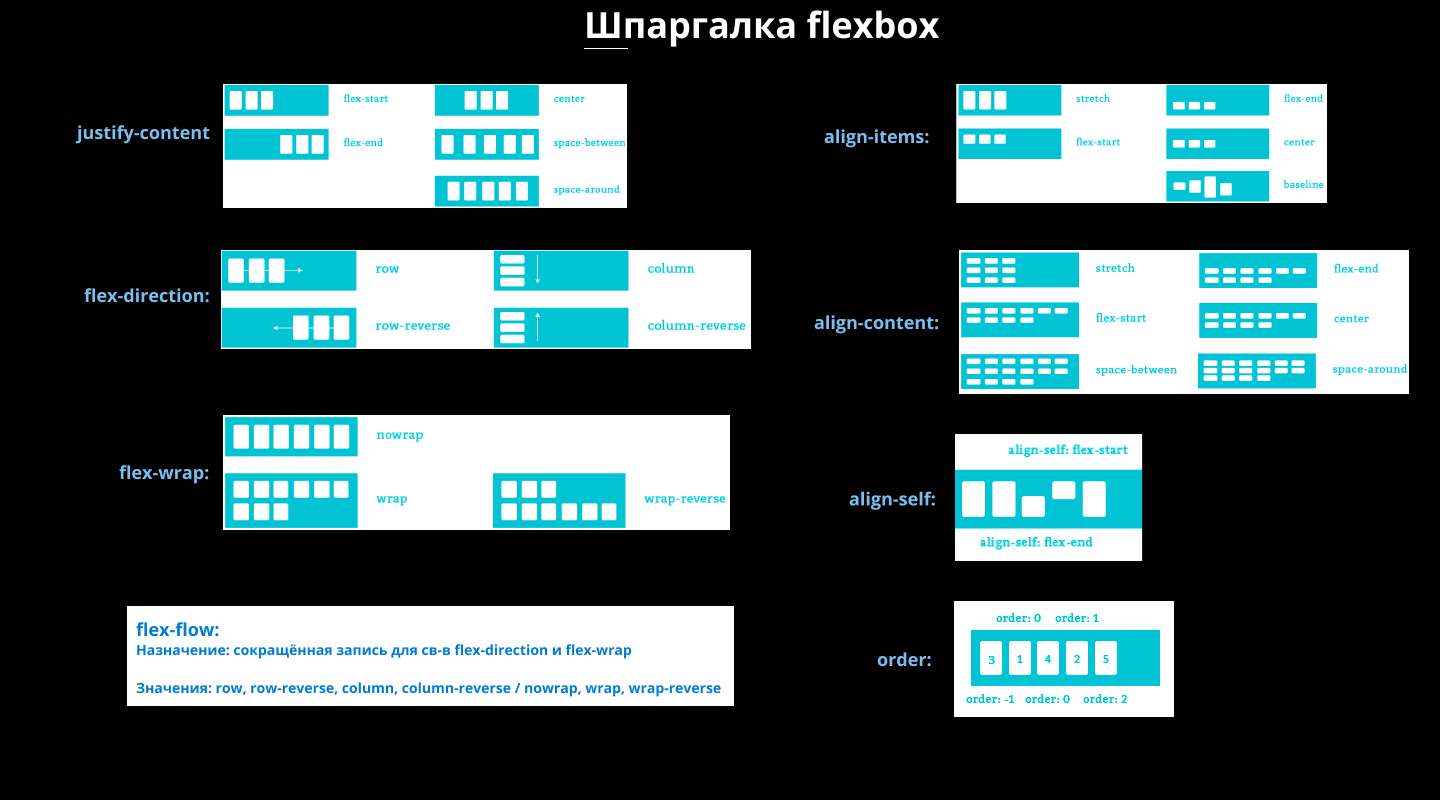 Шпаргалка flexbox
justify-content
flex-start
center
flex-end
space-between
space-around
align-items:
stretch
flex-end
flex-start
center
baseline
flex-direction:
row
column
row-reverse
column-reverse
align-content:
stretch
flex-end
flex-start
center
space-between
space-around
flex-wrap:
nowrap
wrap
wrap-reverse
align-self:
align-self: flex-start
align-self: flex-end
flex-flow:
Назначение: сокращённая запись для св-в flex-direction и flex-wrap
Значения: row, row-reverse, column, column-reverse / nowrap, wrap, wrap-reverse
order:
order: 0 order: 1
3 1 4 2 5
order: -1 order: 0 order: 2